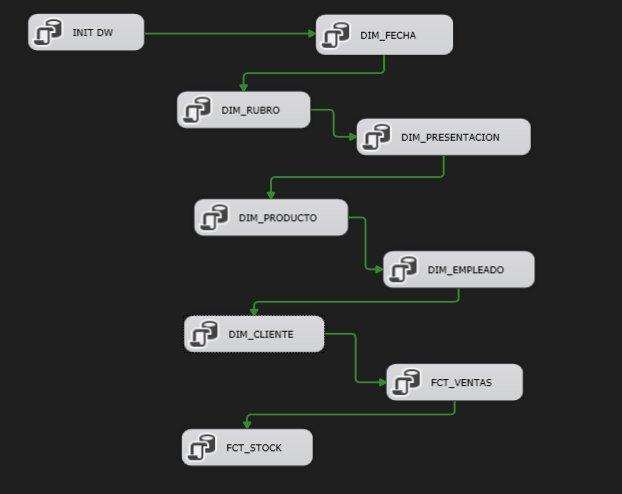 INIT DW
DIM_FECHA
DIM_RUBRO
DIM_PRESENTACION
DIM_PRODUCTO
DIM_EMPLEADO
DIM_CLIENTE
FCT_VENTAS
FCT_STOCK